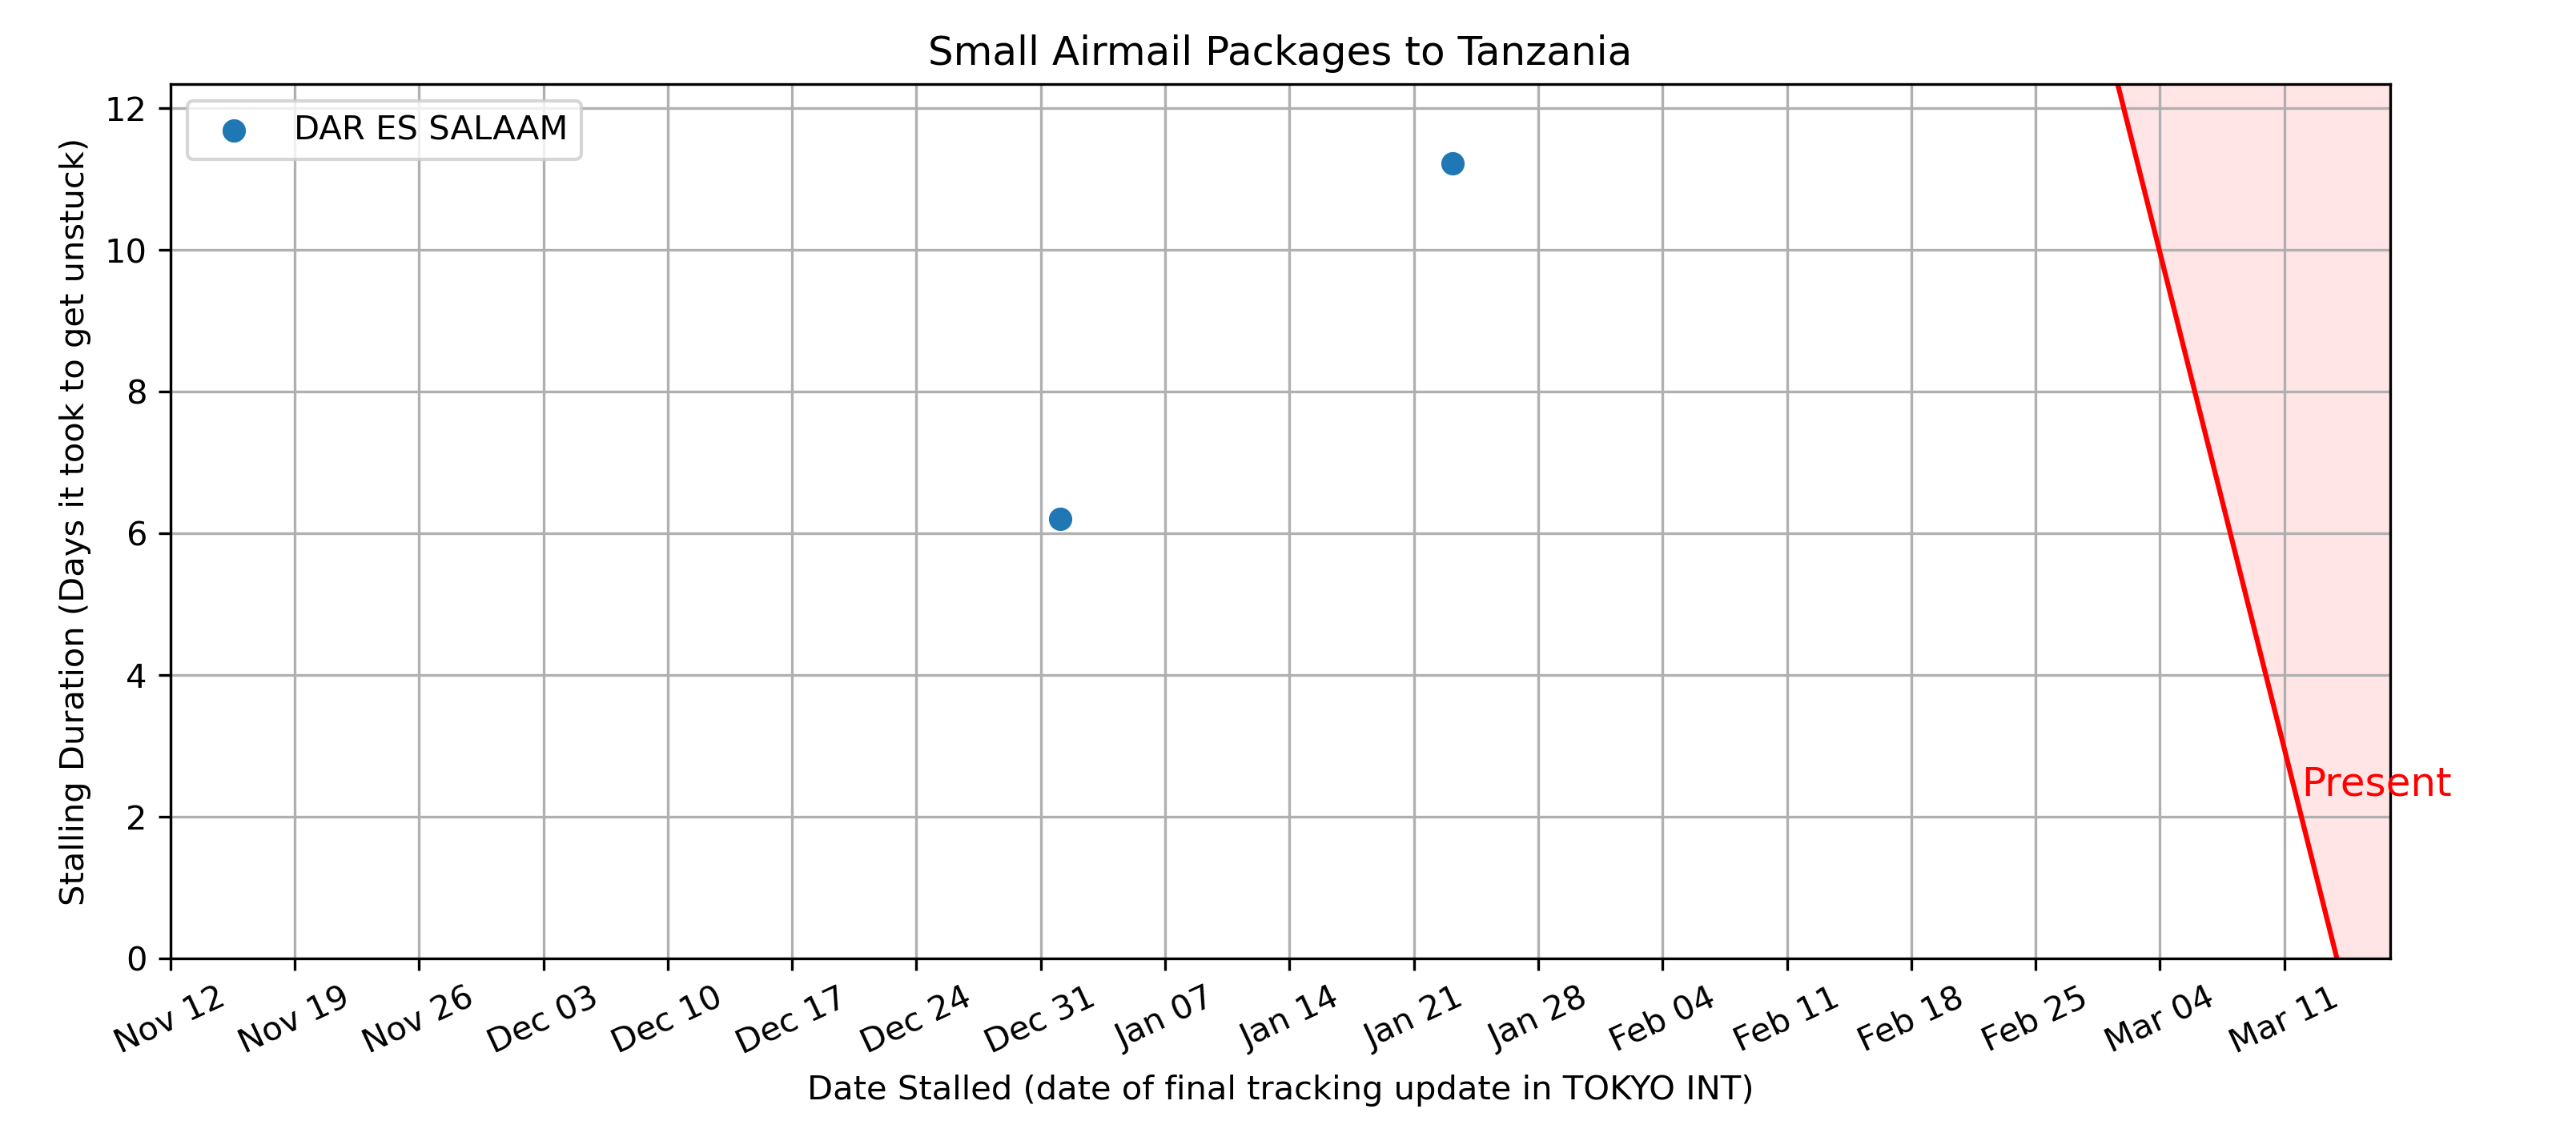 Small Airmail Packages to Tanzania
DAR ES SALAAM
Stalling Duration (Days it took to get unstuck)
12
10
8
6
4
2
0
Present
Nov 12
Nov 19
Nov 26
Dec 03
Dec 10
Dec 17
Dec 24
Dec 31
Jan 07
Jan 14
Jan 21
Jan 28
Feb 04
Feb 11
Feb 18
Feb 25
Mar 04
Mar 11
Date Stalled (date of final tracking update in TOKYO INT)